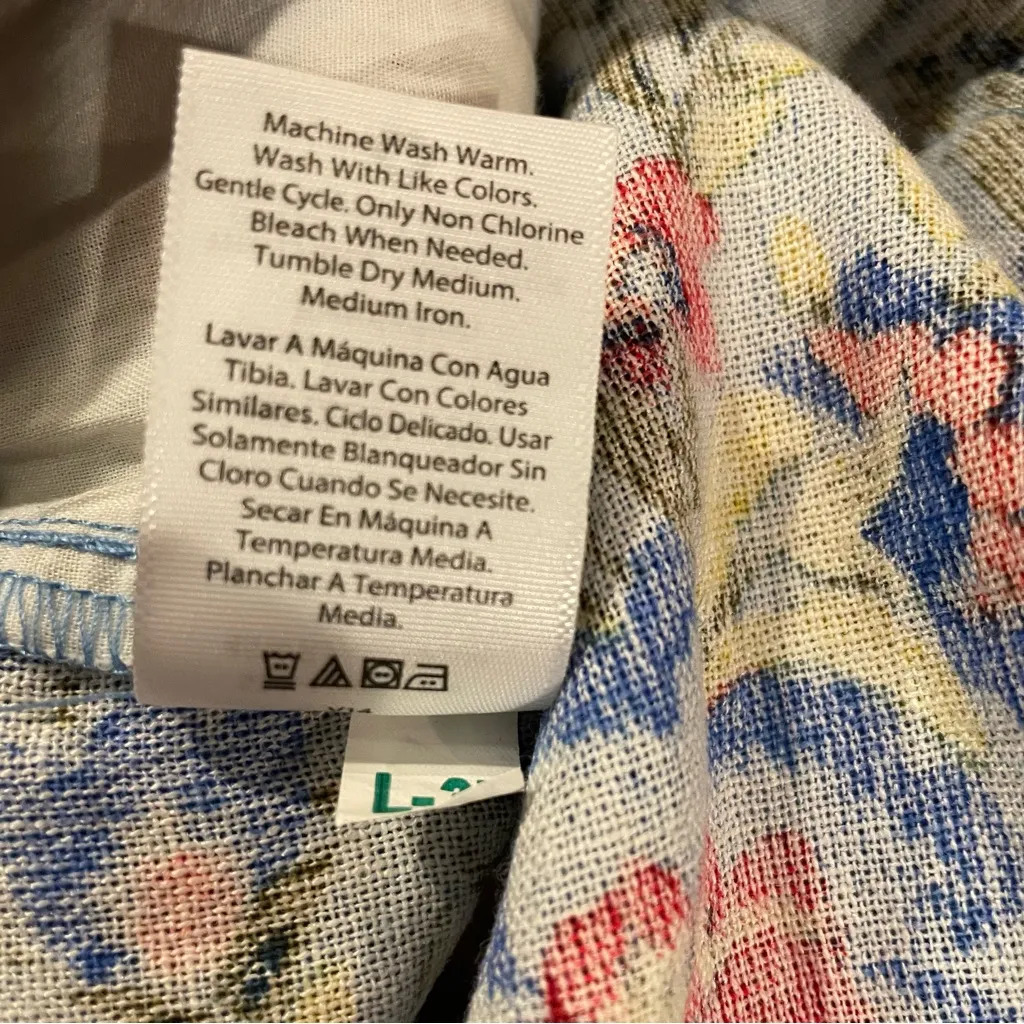 Machine Wash Warm.
Wash With Like Colors.
Gentle Cycle. Only Non Chlorine
Bleach When Needed.
Tumble Dry Medium.
Medium Iron.
Lavar A Máquina Con Agua
Tibia. Lavar Con Colores
Similares. Ciclo Delicado. Usar
Solamente Blanqueador Sin
Cloro Cuando Se Necesite.
Secar En Máquina A
Temperatura Media.
Planchar A Temperatura
Media.